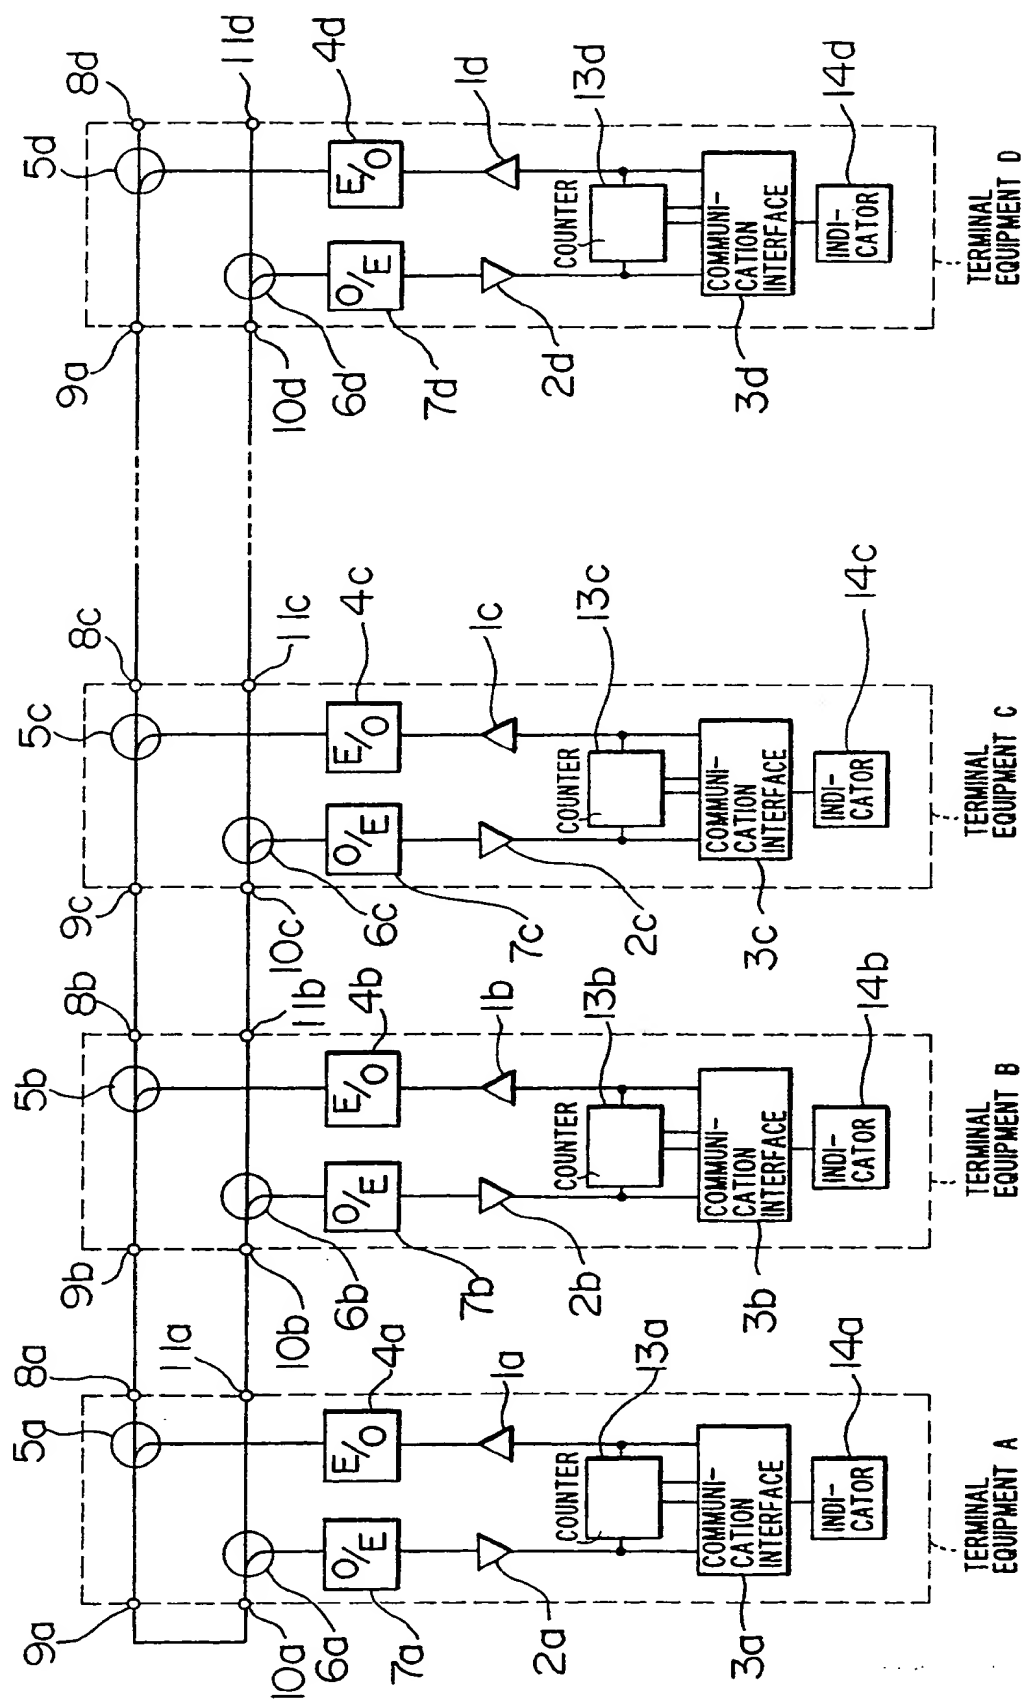 9a
5a
8a
11a
10a
6a
7a
O/E
E/O
4a
2a
1a
COUNTER
13a
3a
COMMUNI-
CATION
INTERFACE
INDI-
CATOR
14a
TERMINAL
EQUIPMENT A
9b
5b
8b
11b
10b
6b
7b
O/E
E/O
4b
2b
1b
COUNTER
13b
3b
COMMUNI-
CATION
INTERFACE
INDI-
CATOR
14b
TERMINAL
EQUIPMENT B
9c
5c
8c
11c
10c
6c
7c
O/E
E/O
4c
2c
1c
COUNTER
13c
3c
COMMUNI-
CATION
INTERFACE
INDI-
CATOR
14c
TERMINAL
EQUIPMENT C
9a
5d
8d
11d
10d
6d
7d
O/E
E/O
4d
2d
1d
COUNTER
13d
3d
COMMUNI-
CATION
INTERFACE
INDI-
CATOR
14d
TERMINAL
EQUIPMENT D